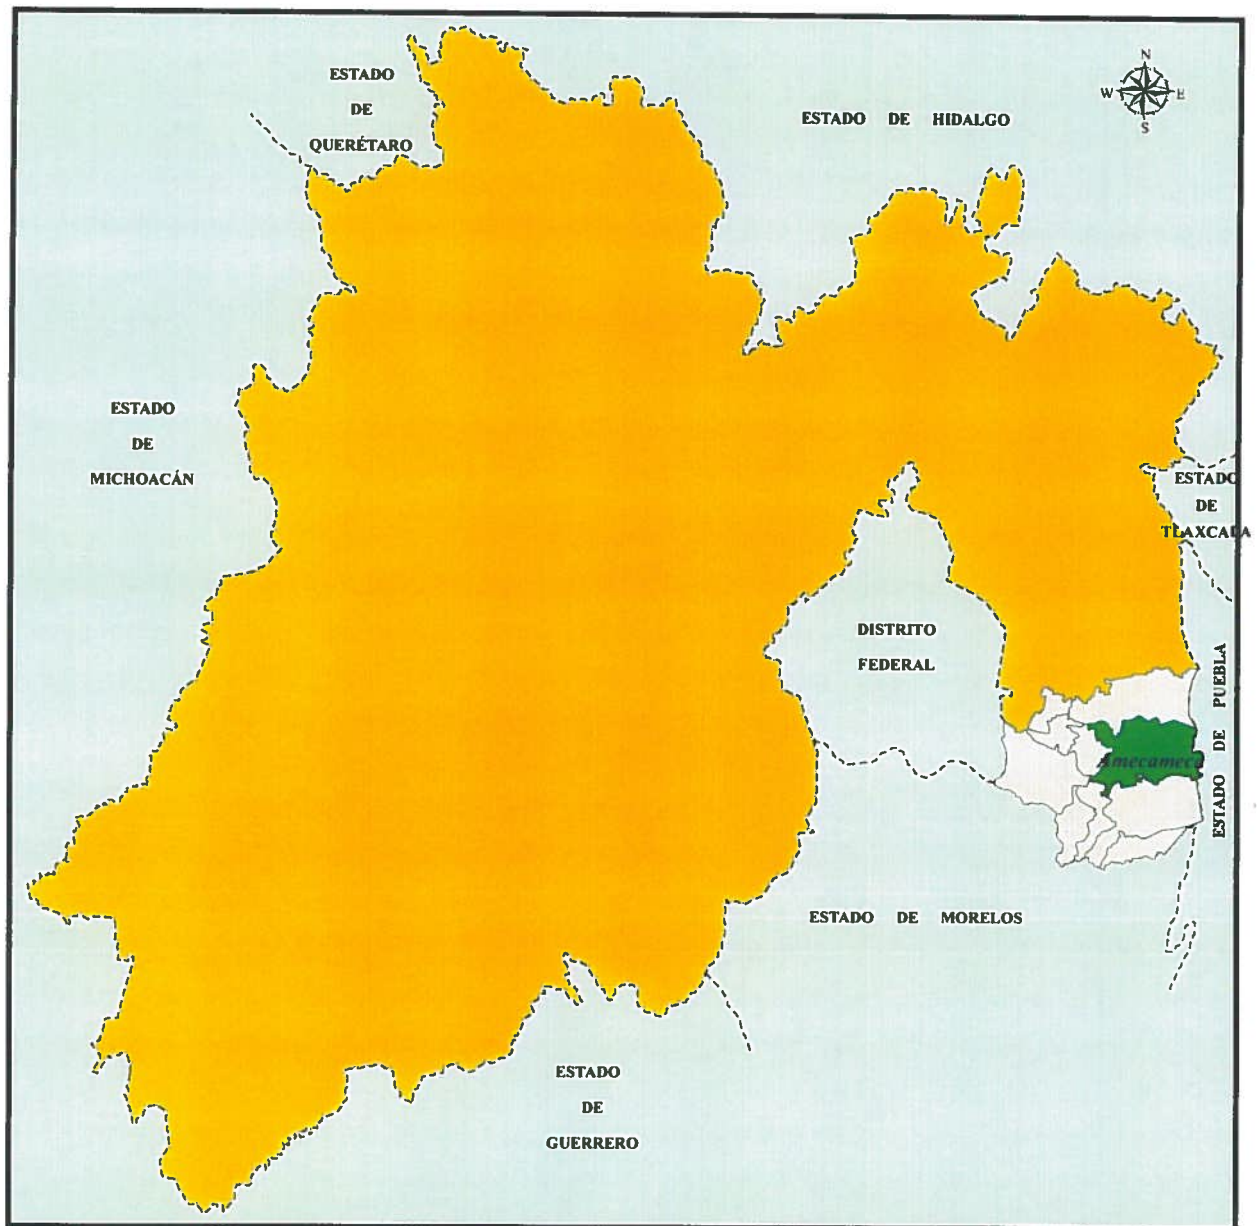 ESTADO
DE
QUERÉTARO
ESTADO DE HIDALGO
N
W E
S
ESTADO
DE
MICHOACÁN
ESTADO
DE
TLAXCALA
DISTRITO
FEDERAL
ESTADO DE PUEBLA
Amecameca
ESTADO DE MORELOS
ESTADO
DE
GUERRERO